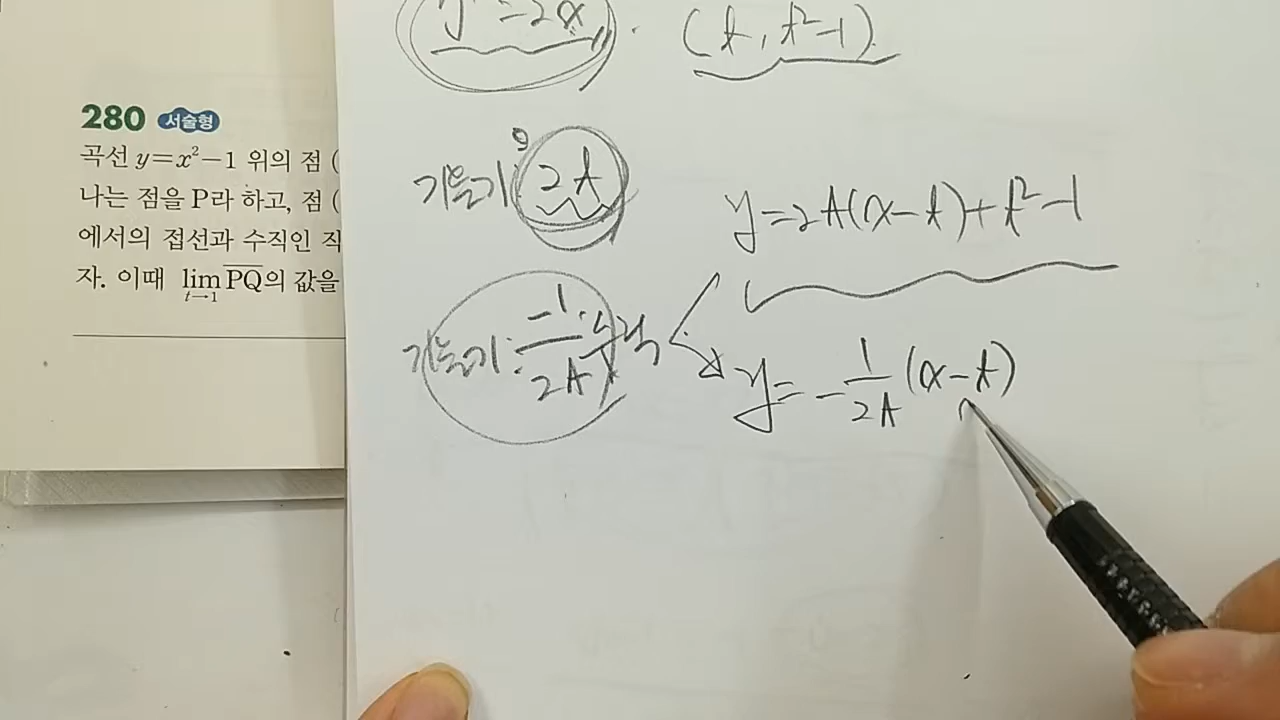 y' = 2x . (t, t²-1)
280 서술형
곡선 y=x²-1 위의 점 (
나는 점을 P라 하고, 점 (
에서의 접선과 수직인 직
자. 이때 lim t→1 PQ의 값을
기울기: 2t
y=2t(x-t)+t²-1
기울기: -1/2t 수직
y= -1/2t (x-t)